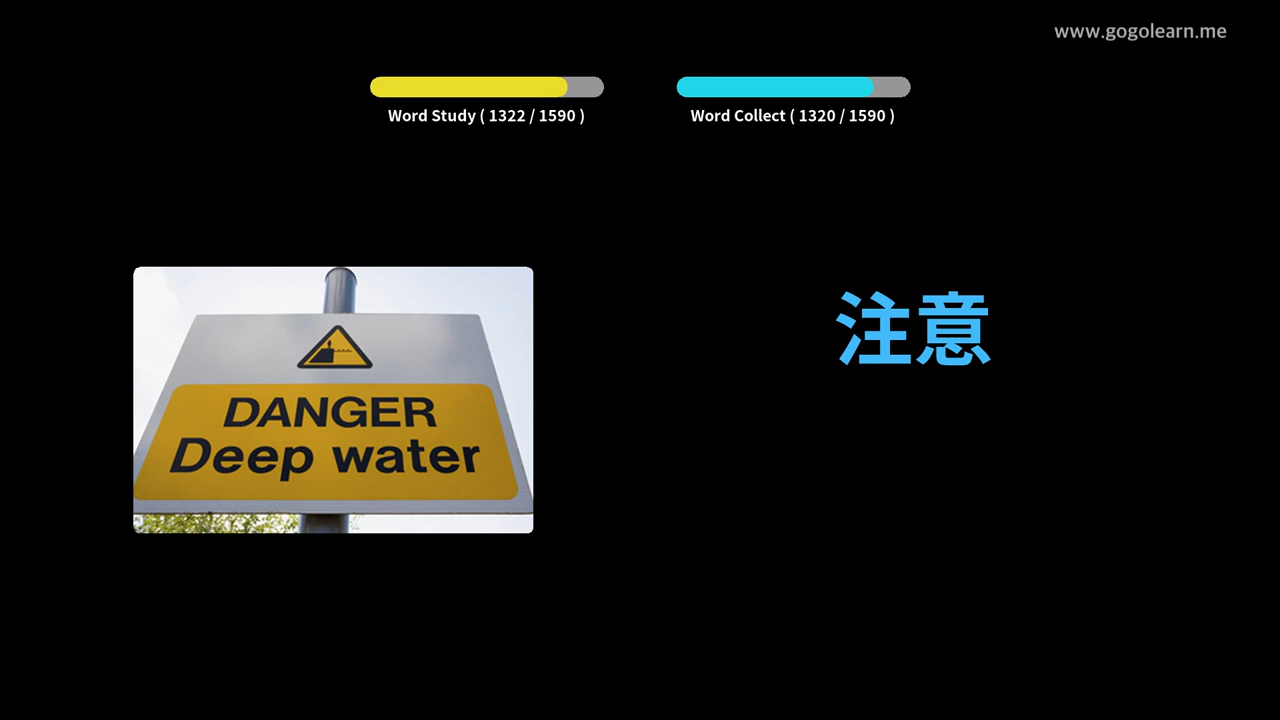 www.gogolearn.me
Word Study ( 1322 / 1590 )
Word Collect ( 1320 / 1590 )
DANGER
Deep water
注意